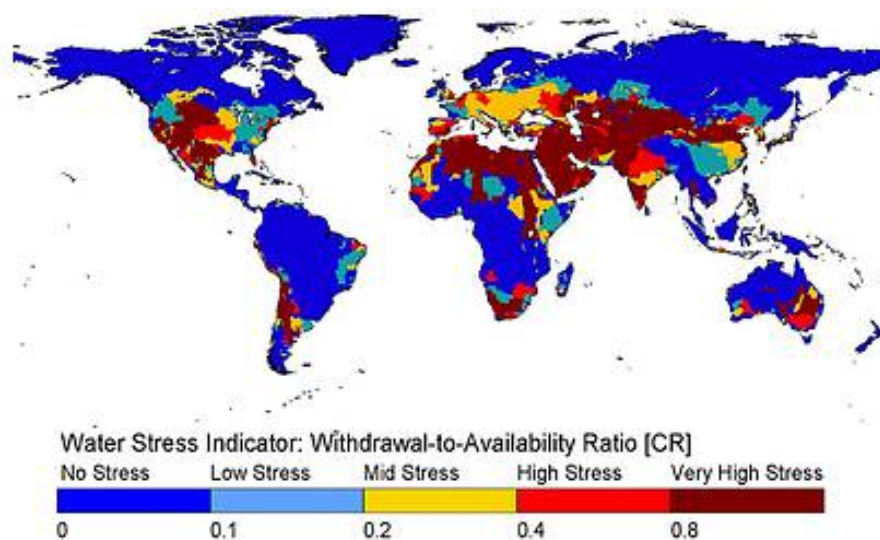 Water Stress Indicator: Withdrawal-to-Availability Ratio [CR]
No Stress Low Stress Mid Stress High Stress Very High Stress
0 0.1 0.2 0.4 0.8